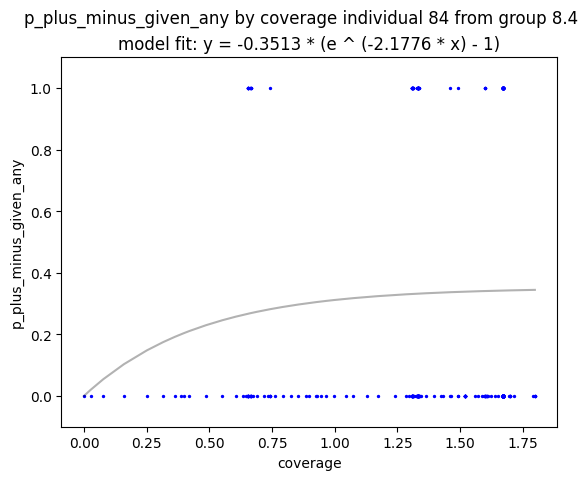 p_plus_minus_given_any by coverage individual 84 from group 8.4
model fit: y = -0.3513 * (e ^ (-2.1776 * x) - 1)
1.0
0.8
0.6
0.4
0.2
0.0
p_plus_minus_given_any
0.00 0.25 0.50 0.75 1.00 1.25 1.50 1.75
coverage